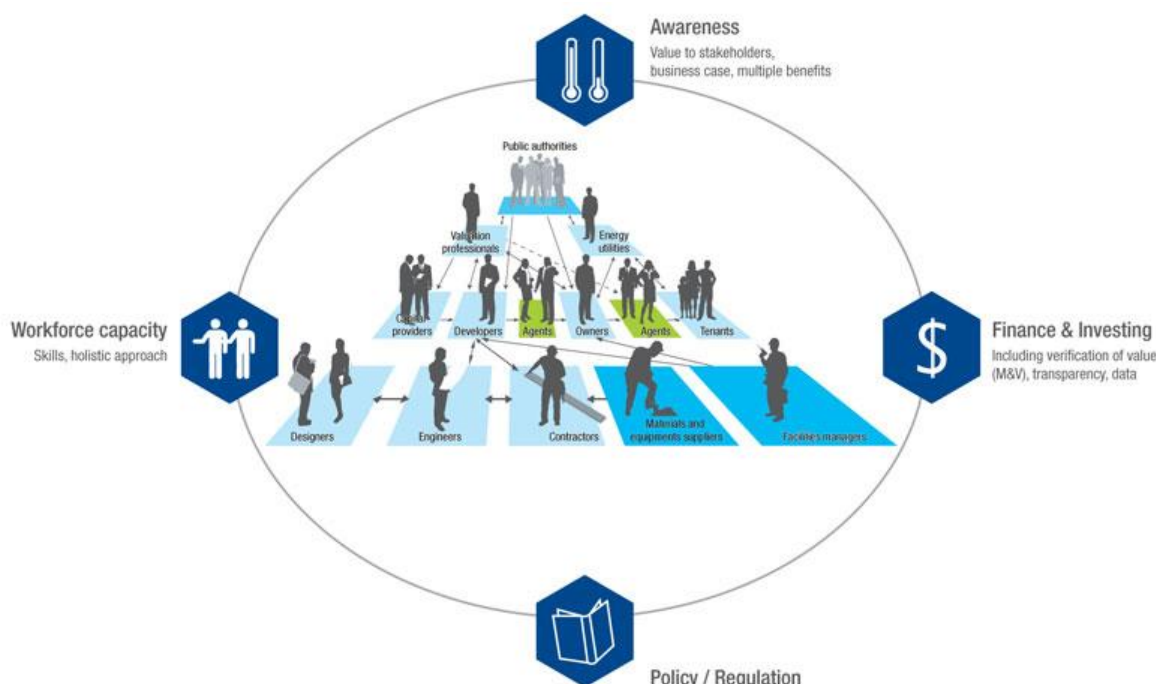 Awareness
Value to stakeholders,
business case, multiple benefits
Public authorities
Valuation
professionals
Energy
utilities
Capital
providers
Developers
Agents
Owners
Agents
Tenants
Workforce capacity
Skills, holistic approach
Finance & Investing
Including verification of value
(M&V), transparency, data
$
Designers
Engineers
Contractors
Materials and
equipments suppliers
Facilities managers
Policy / Regulation